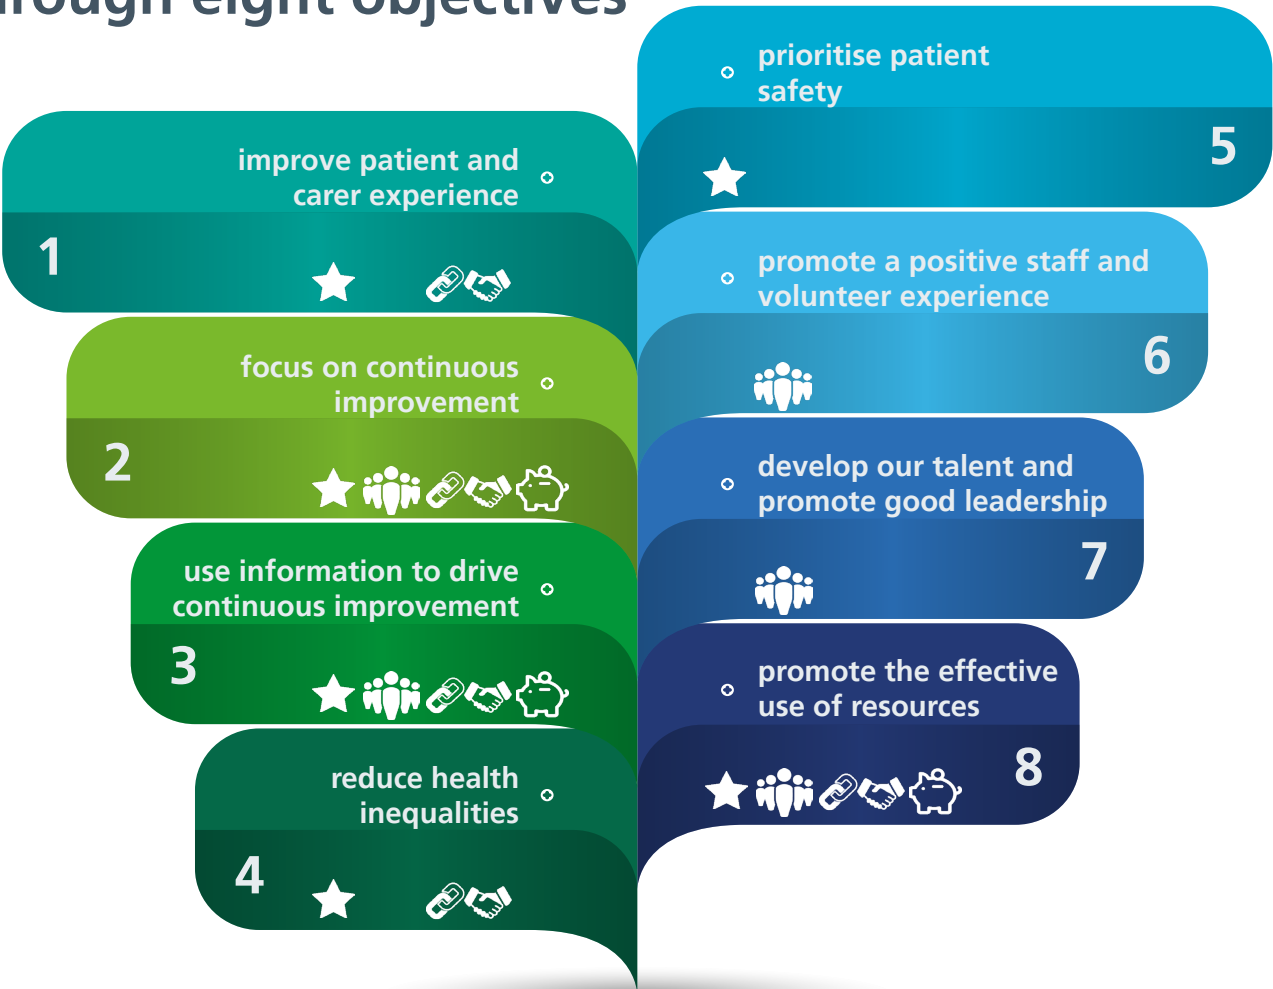 through eight objectives
improve patient and
carer experience
1
focus on continuous
improvement
2
use information to drive
continuous improvement
3
reduce health
inequalities
4
prioritise patient
safety
5
promote a positive staff and
volunteer experience
6
develop our talent and
promote good leadership
7
promote the effective
use of resources
8